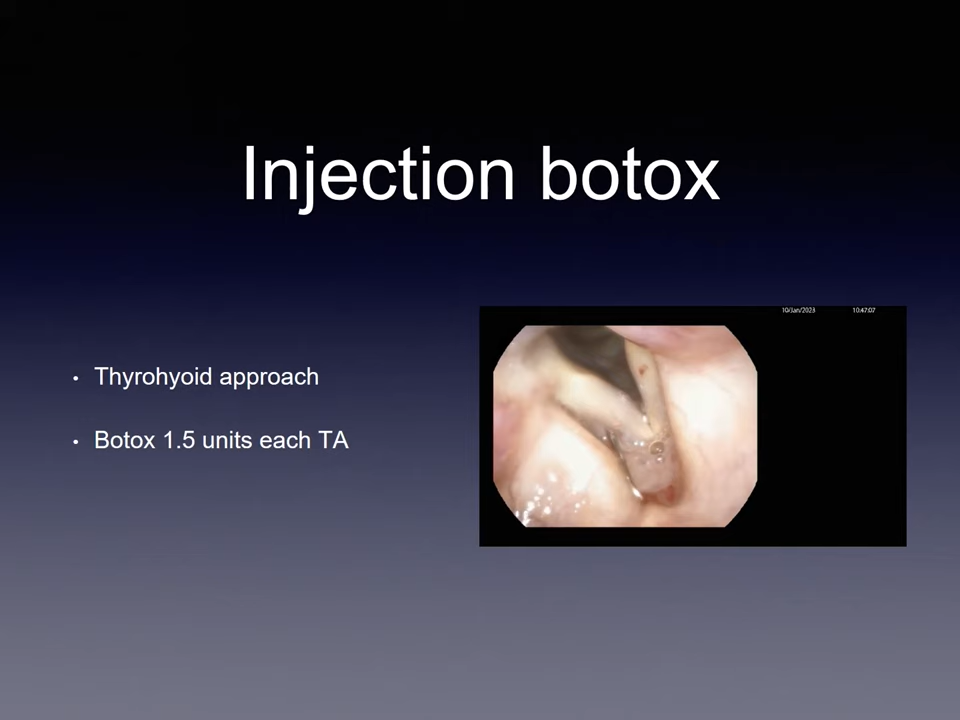 Injection botox
10/Jan/2023 10:47:07
• Thyrohyoid approach
• Botox 1.5 units each TA